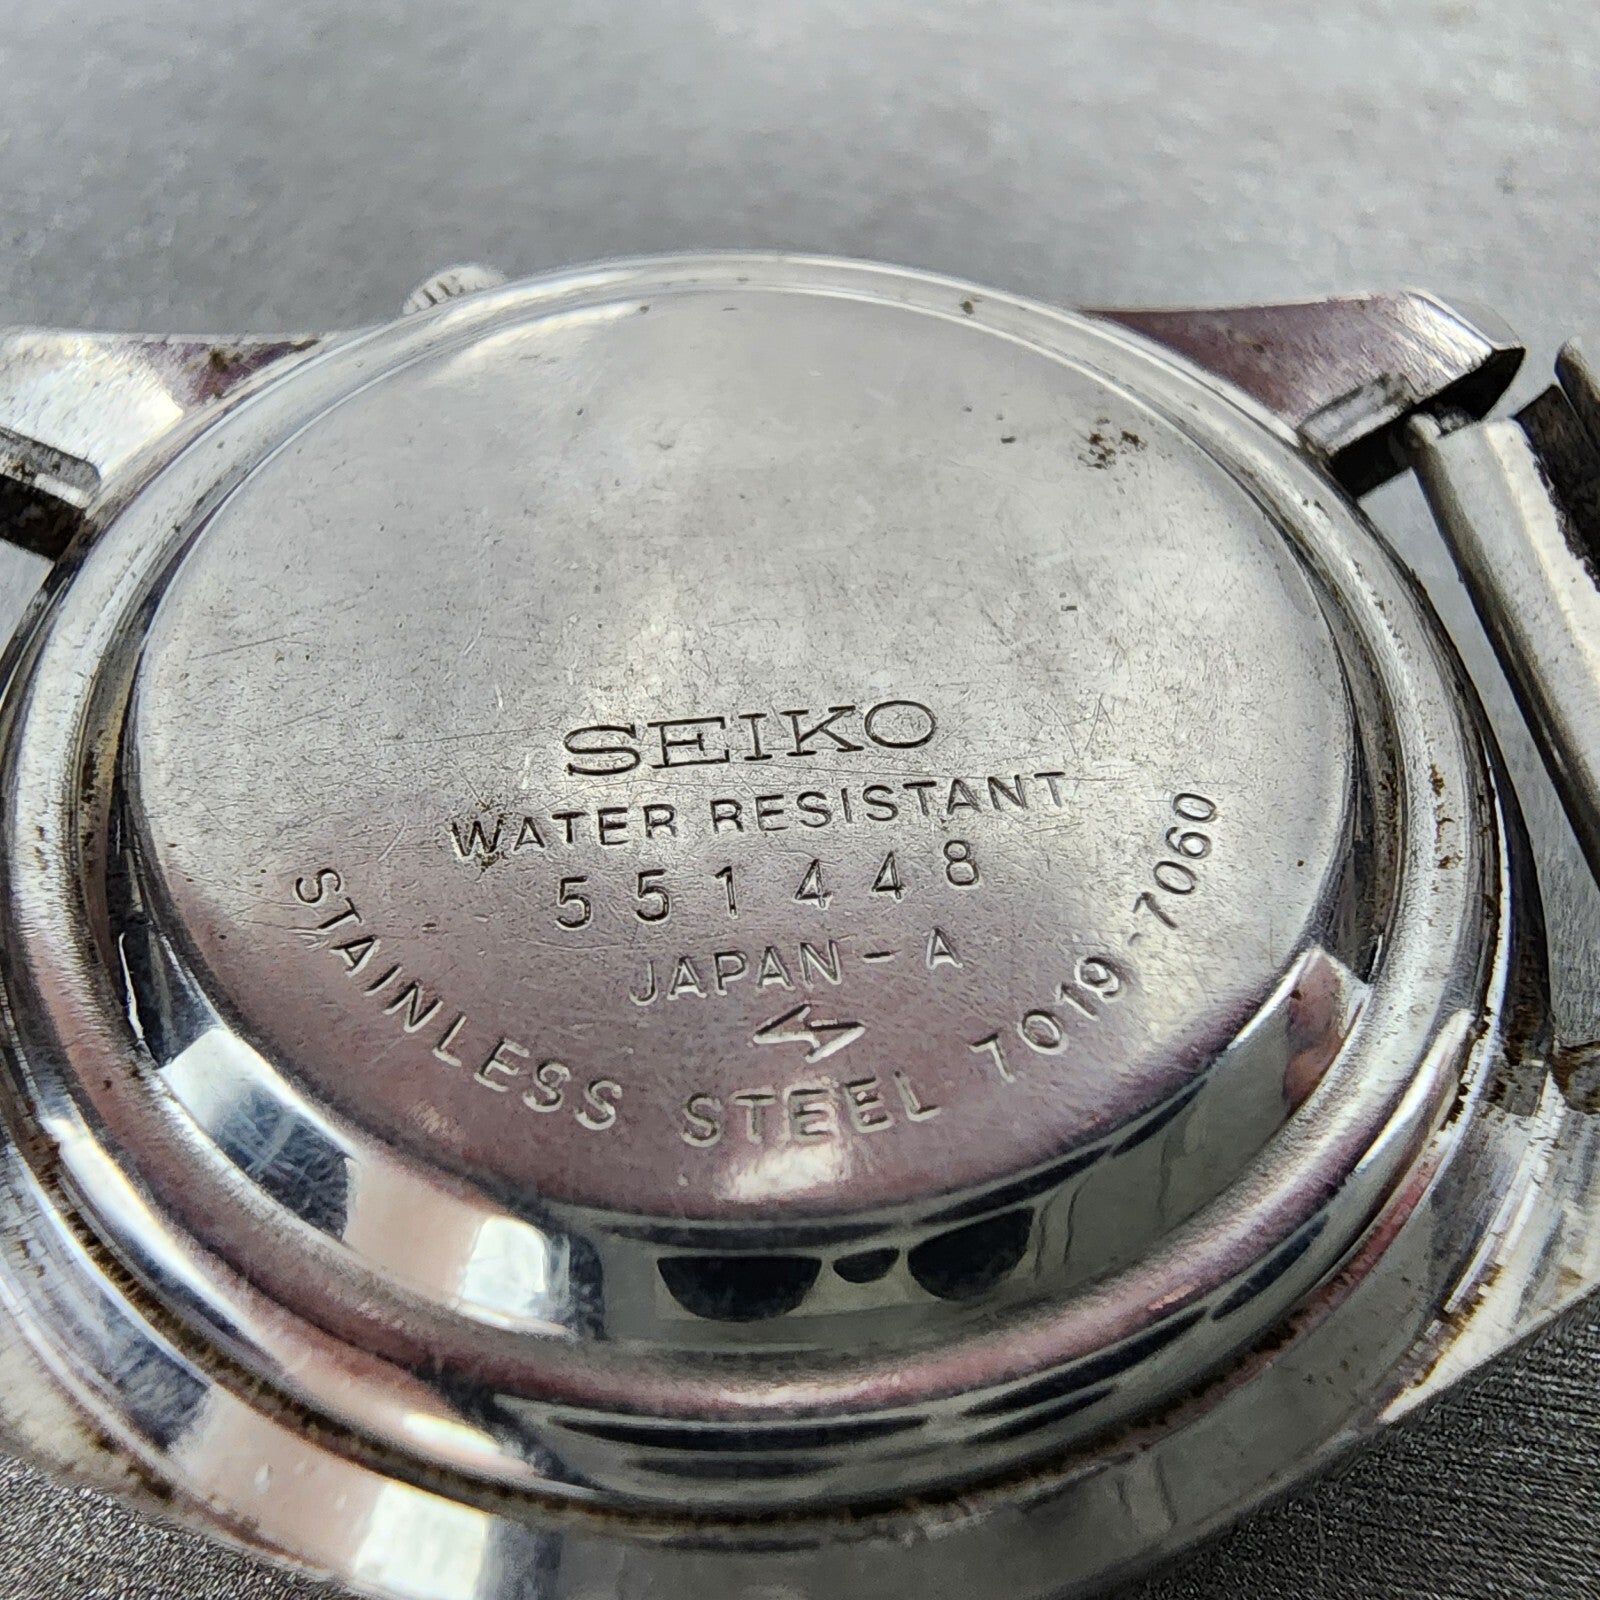 SEIKO
WATER RESISTANT
551448
JAPAN-A
STAINLESS STEEL 7019-7060